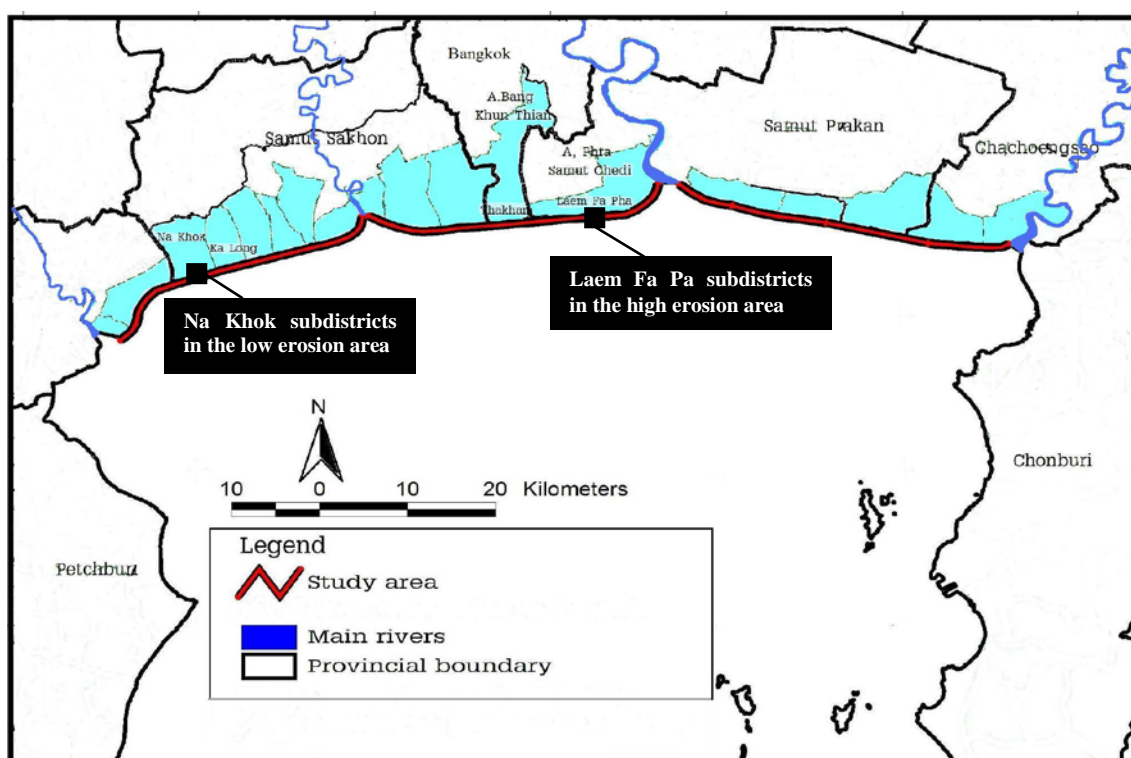 Bangkok
A.Bang
Khun Thian
Samut Sakhon
Samut Prakan
Chachoengsao
A, Phra
Samut Chedi
Thakham
Laem Fa Pha
Na Khok
Ka Long
Laem Fa Pa subdistricts
in the high erosion area
Na Khok subdistricts
in the low erosion area
N
10 0 10 20 Kilometers
Chonburi
Legend
Petchburi
Study area
Main rivers
Provincial boundary